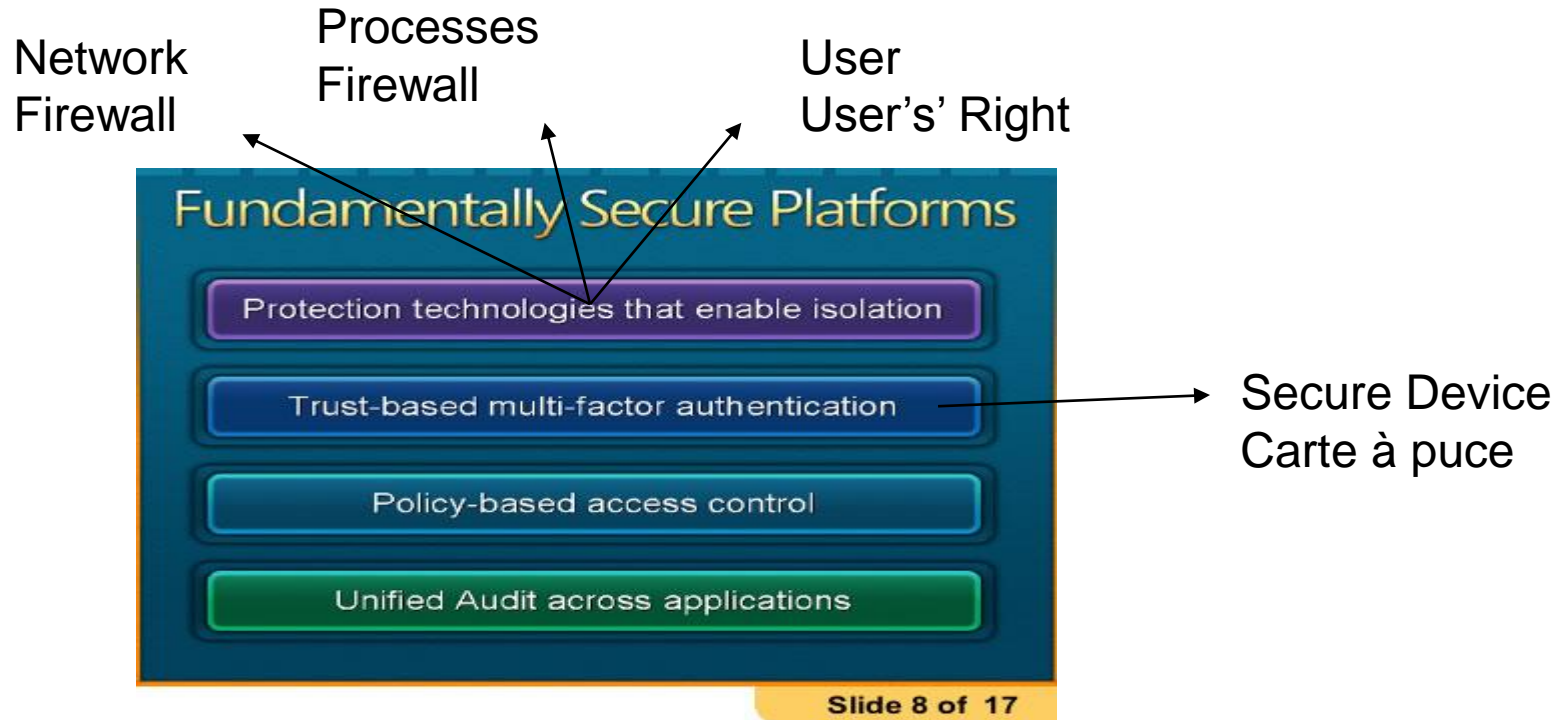 Network
Firewall
Processes
Firewall
User
User's’ Right
Fundamentally Secure Platforms
Protection technologies that enable isolation
Trust-based multi-factor authentication
Secure Device
Carte à puce
Policy-based access control
Unified Audit across applications
Slide 8 of 17